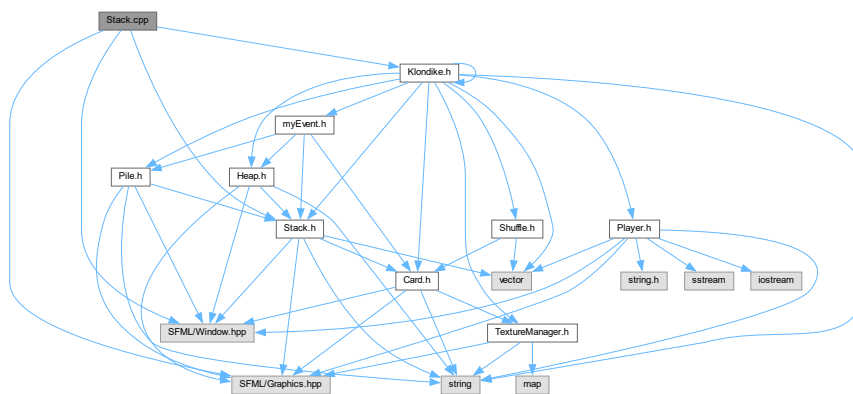 Stack.cpp
Klondike.h
myEvent.h
Pile.h
Heap.h
Stack.h
Shuffle.h
Player.h
Card.h
vector
string.h
sstream
iostream
SFML/Window.hpp
TextureManager.h
SFML/Graphics.hpp
string
map